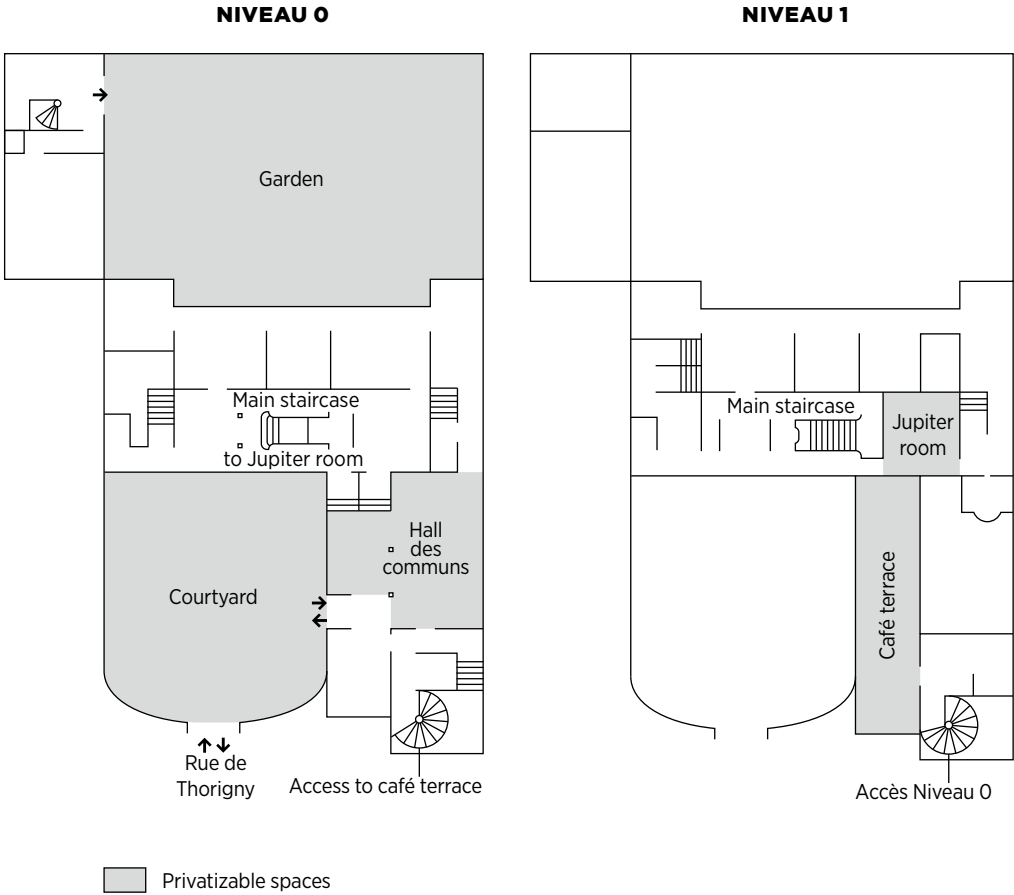 NIVEAU 0
Garden
Main staircase
to Jupiter room
Hall
des
communs
Courtyard
Rue de
Thorigny
Access to café terrace
NIVEAU 1
Main staircase
Jupiter
room
Café terrace
Accès Niveau 0
Privatizable spaces